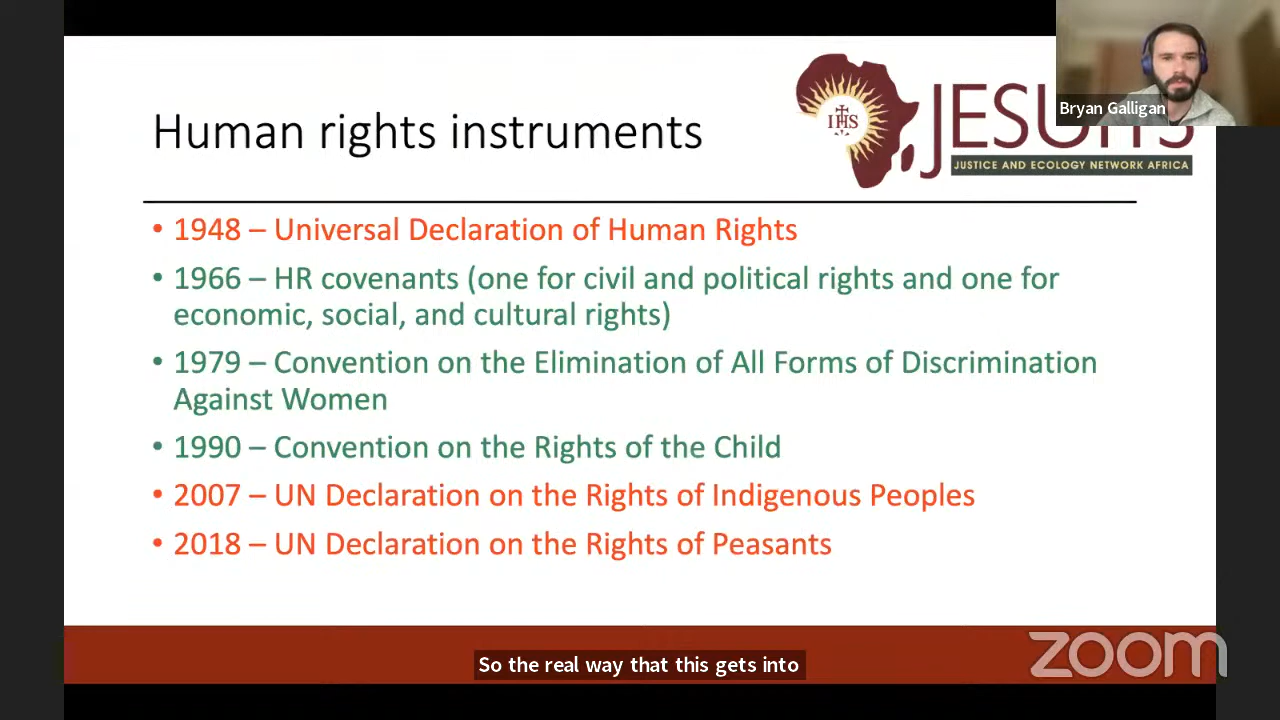 Human rights instruments
IHS
JESUITS
JUSTICE AND ECOLOGY NETWORK AFRICA
Bryan Galligan
• 1948 – Universal Declaration of Human Rights
• 1966 – HR covenants (one for civil and political rights and one for
economic, social, and cultural rights)
• 1979 – Convention on the Elimination of All Forms of Discrimination
Against Women
• 1990 – Convention on the Rights of the Child
• 2007 – UN Declaration on the Rights of Indigenous Peoples
• 2018 – UN Declaration on the Rights of Peasants
So the real way that this gets into
zoom